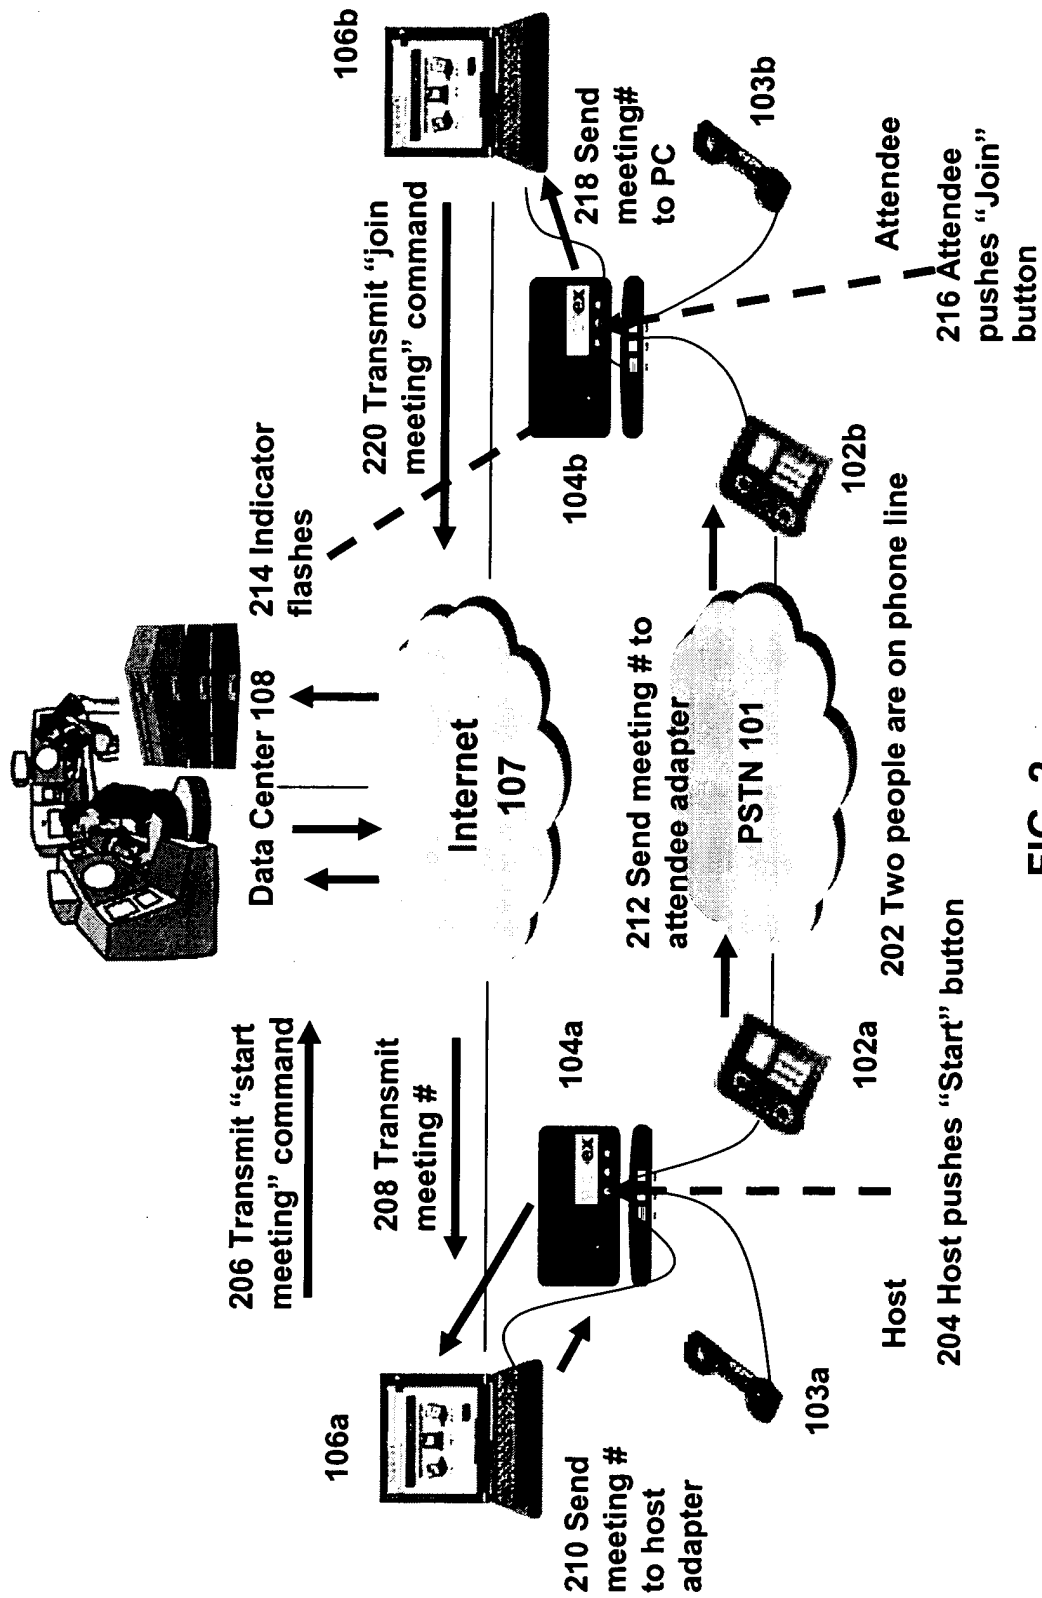 106a
106b
206 Transmit “start
meeting” command
Data Center 108
214 Indicator
flashes
208 Transmit
meeting #
Internet
107
220 Transmit “join
meeting” command
210 Send
meeting #
to host
adapter
104a
ex
212 Send meeting # to
attendee adapter
PSTN 101
104b
ex
218 Send
meeting#
to PC
103a
102a
102b
103b
Host
202 Two people are on phone line
Attendee
204 Host pushes “Start” button
216 Attendee
pushes “Join”
button